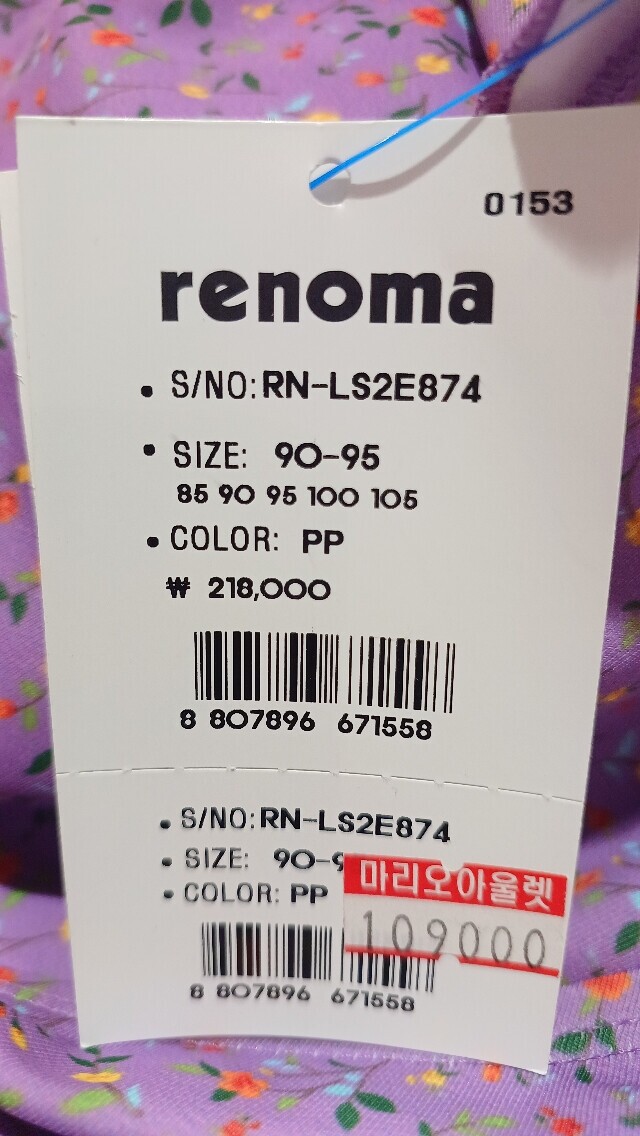 0153
renoma
• S/NO: RN-LS2E874
• SIZE: 90-95
85 90 95 100 105
• COLOR: PP
₩ 218,000
8 807896 671558
• S/NO: RN-LS2E874
• SIZE: 90-9
• COLOR: PP
마리오아울렛
109000
8 807896 671558